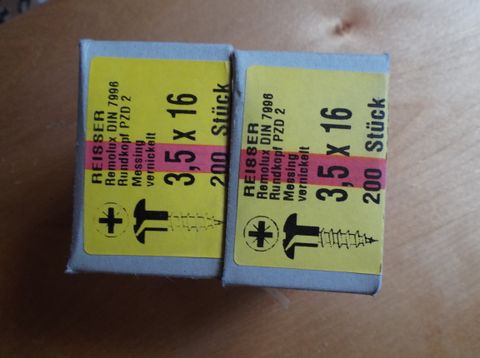 REISSER
Remolux DIN 7996
Rundkopf PZD 2
Messing
vernickelt
3,5 x 16
200 Stück
REISSER
Remolux DIN 7996
Rundkopf PZD 2
Messing
vernickelt
3,5 x 16
200 Stück